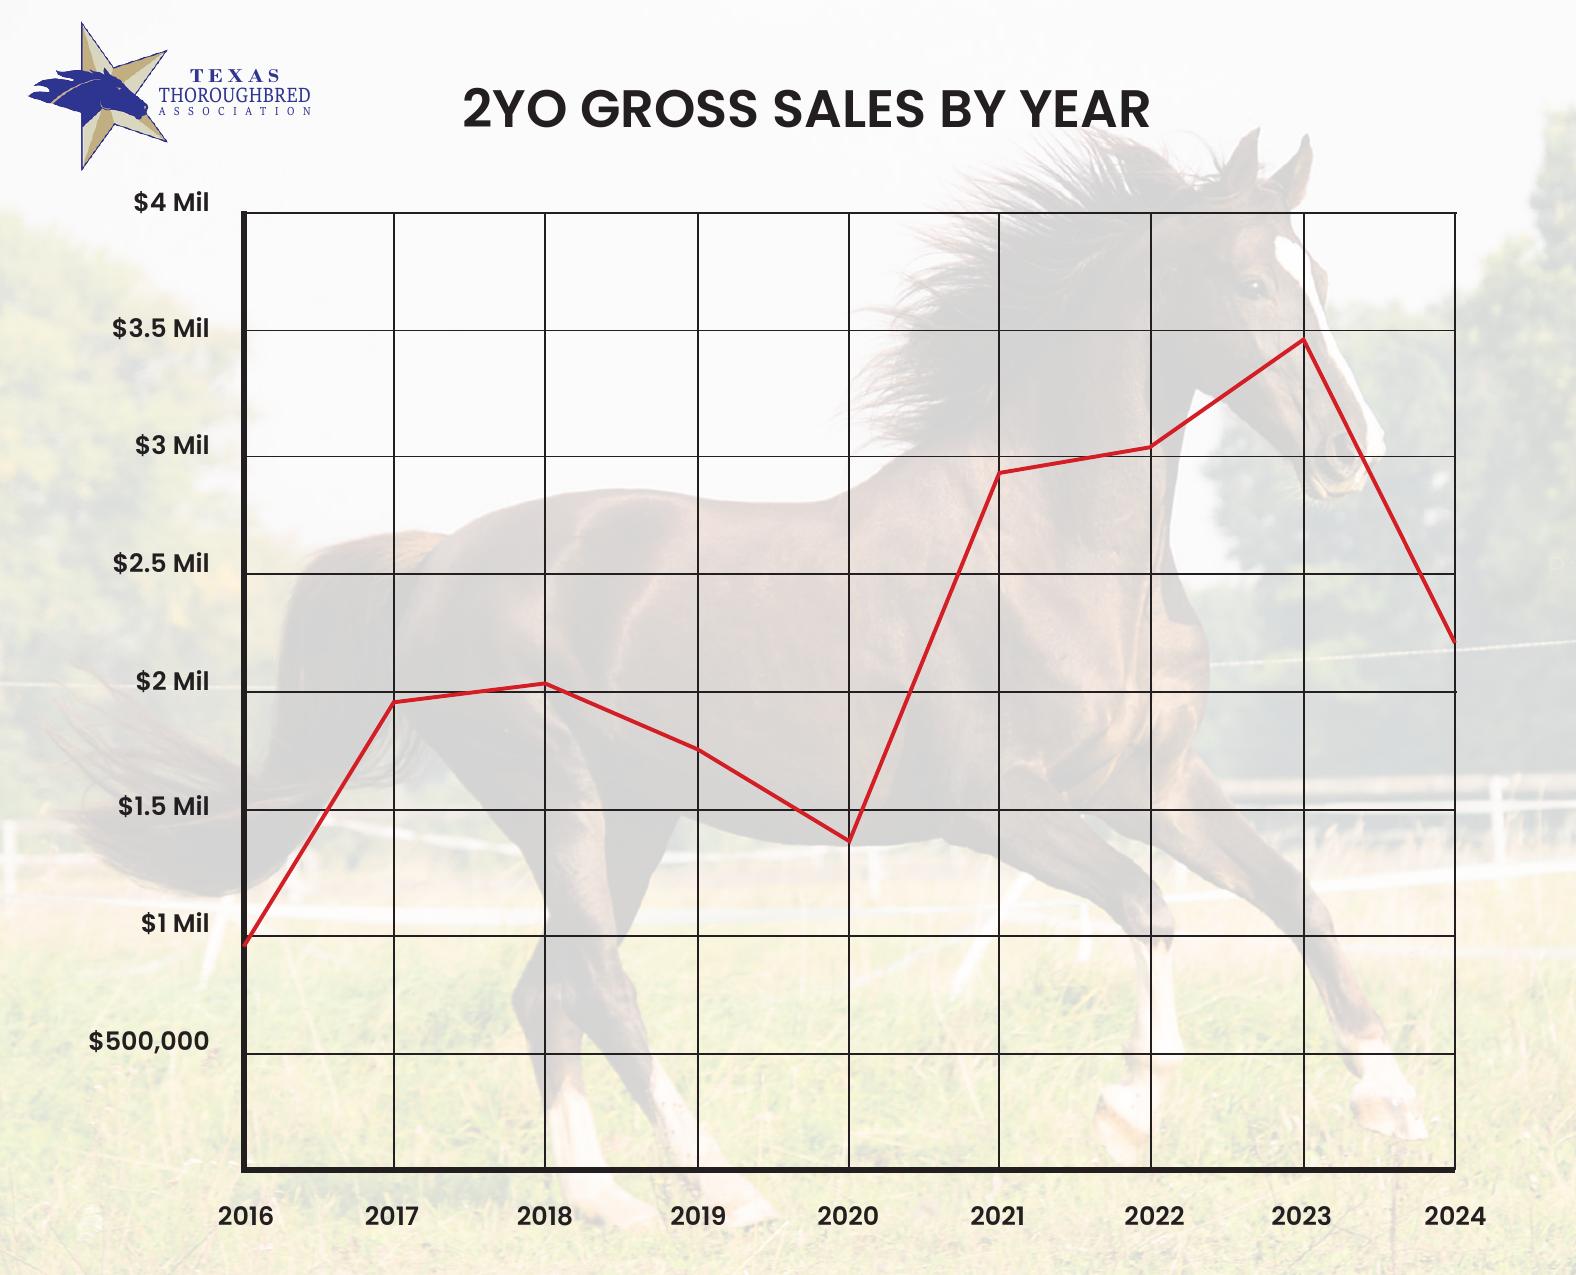 TEXAS
THOROUGHBRED
ASSOCIATION
2YO GROSS SALES BY YEAR
$4 Mil
$3.5 Mil
$3 Mil
$2.5 Mil
$2 Mil
$1.5 Mil
$1 Mil
$500,000
2016 2017 2018 2019 2020 2021 2022 2023 2024